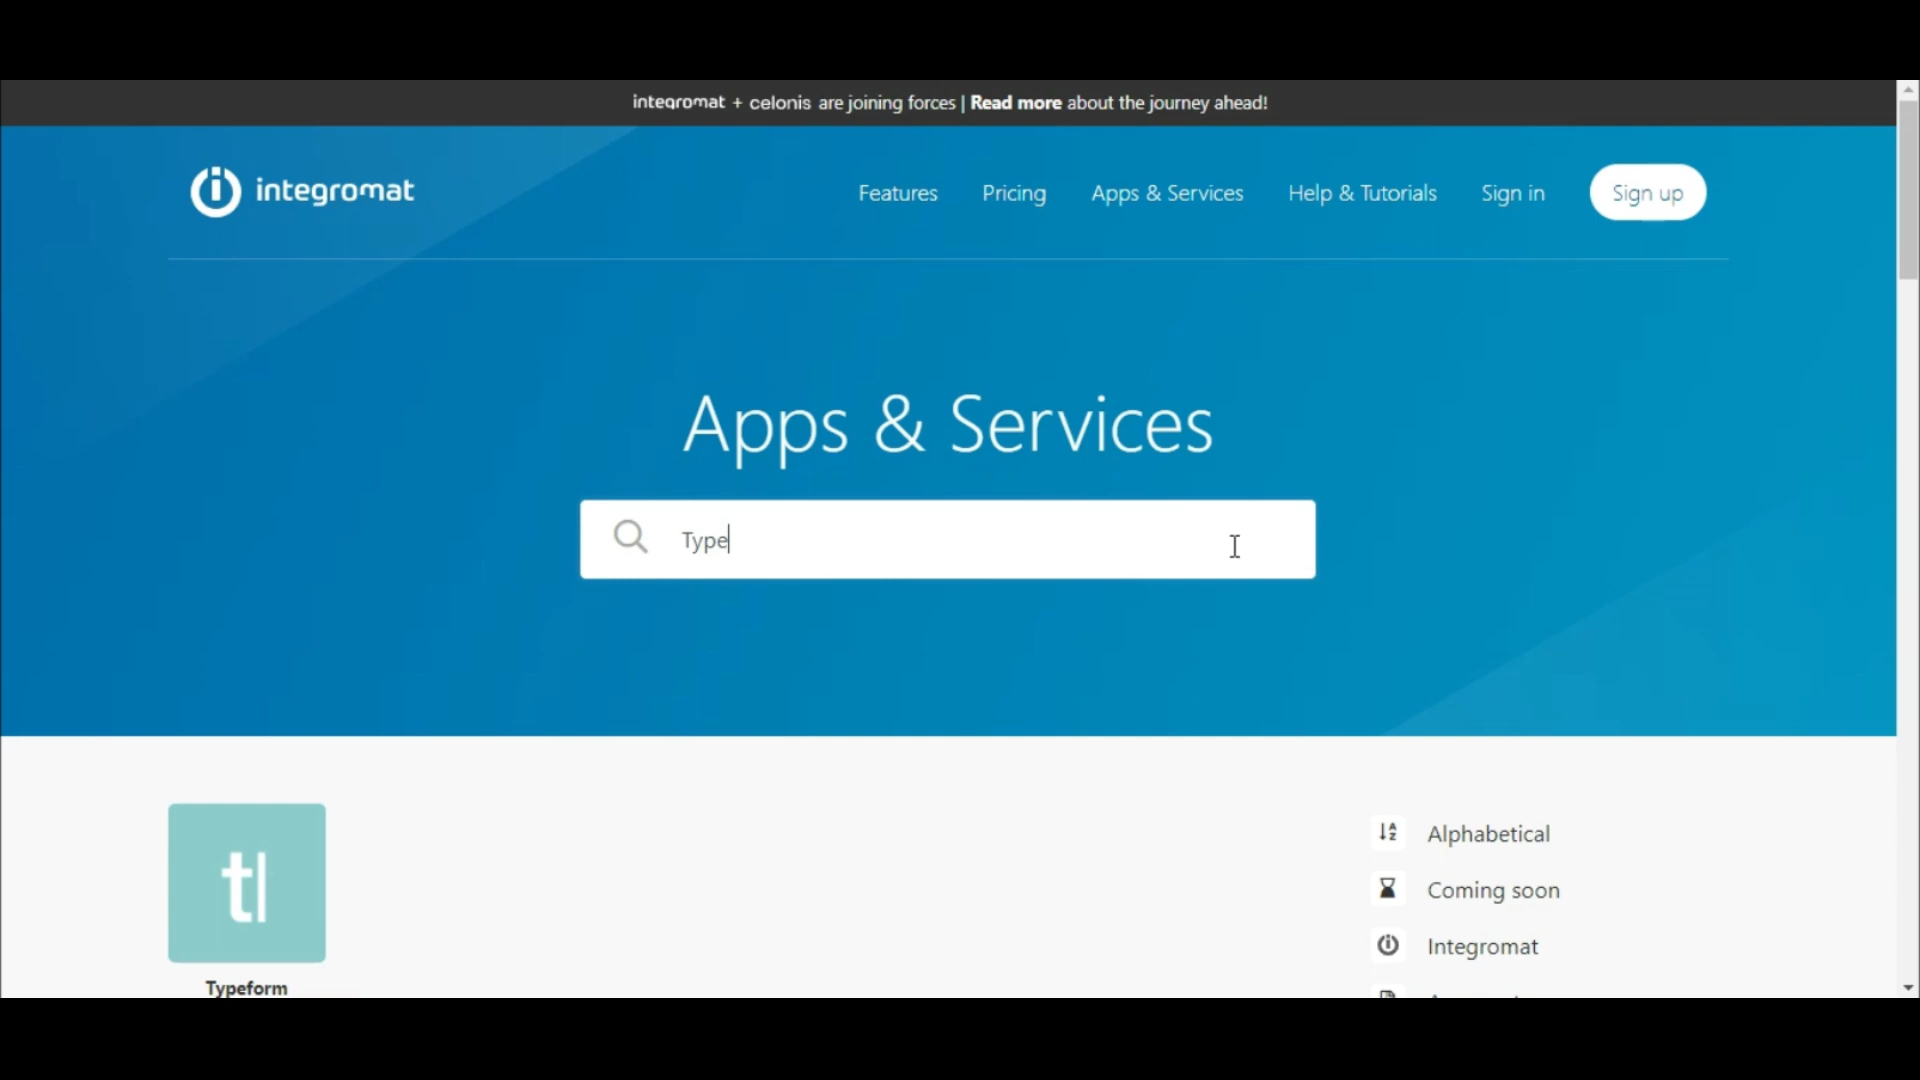 integromat + celonis are joining forces | Read more about the journey ahead!
integromat
Features Pricing Apps & Services Help & Tutorials Sign in Sign up
Apps & Services
Type
Typeform
Alphabetical
Coming soon
Integromat